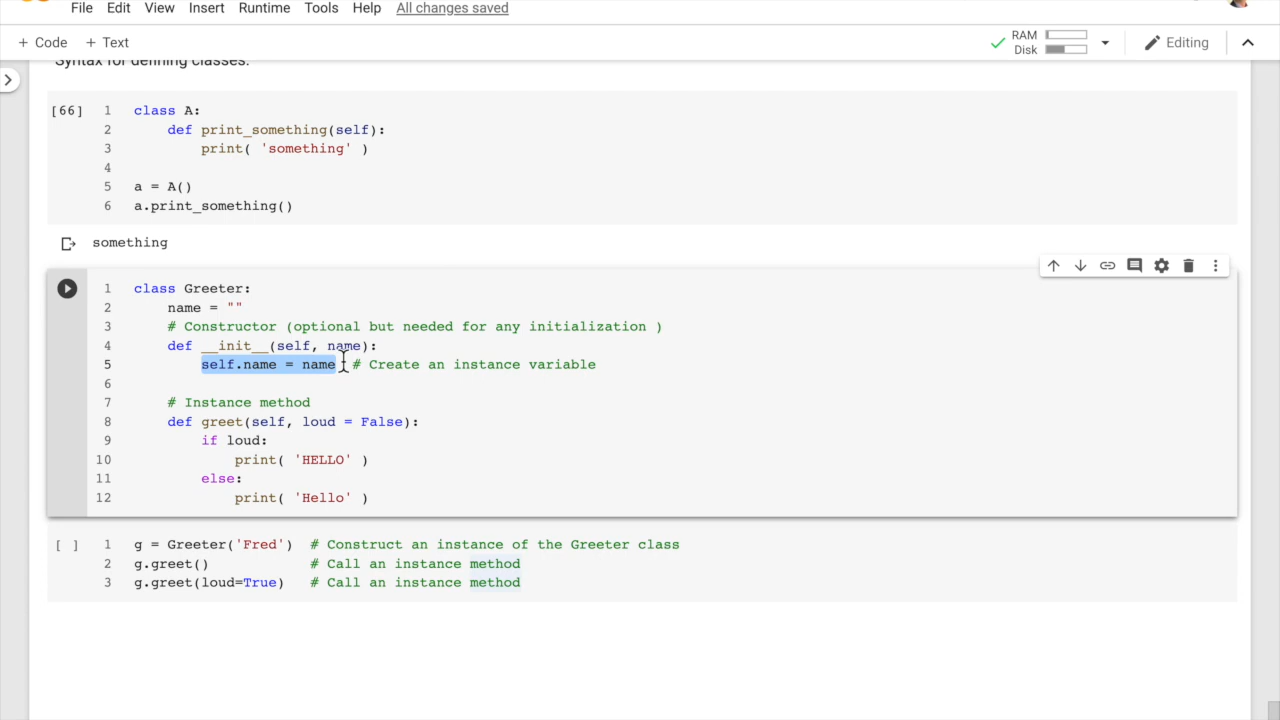 File Edit View Insert Runtime Tools Help All changes saved
+ Code + Text RAM Disk Editing
Syntax for defining classes.
[66] 1 class A:
2 def print_something(self):
3 print( 'something' )
4
5 a = A()
6 a.print_something()
something
1 class Greeter:
2 name = ""
3 # Constructor (optional but needed for any initialization )
4 def __init__(self, name):
5 self.name = name # Create an instance variable
6
7 # Instance method
8 def greet(self, loud = False):
9 if loud:
10 print( 'HELLO' )
11 else:
12 print( 'Hello' )
[ ] 1 g = Greeter('Fred') # Construct an instance of the Greeter class
2 g.greet() # Call an instance method
3 g.greet(loud=True) # Call an instance method